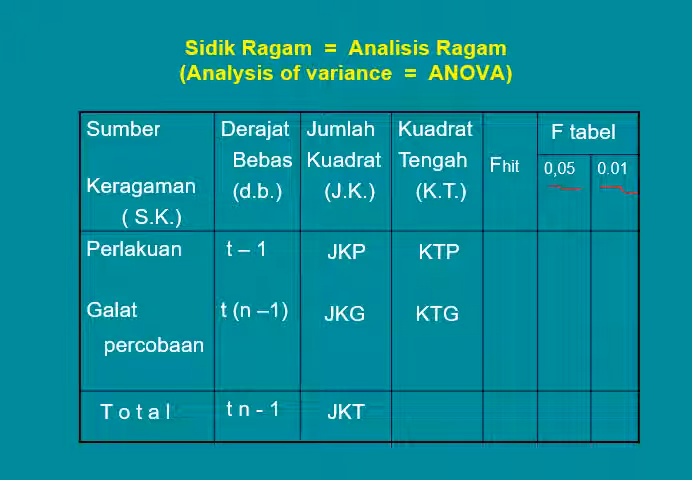 Sidik Ragam = Analisis Ragam
(Analysis of variance = ANOVA)
Sumber Keragaman ( S.K.)
Derajat Bebas (d.b.)
Jumlah Kuadrat (J.K.)
Kuadrat Tengah (K.T.)
Fhit
F tabel
0,05 0.01
Perlakuan t – 1 JKP KTP
Galat percobaan t (n –1) JKG KTG
T o t a l t n - 1 JKT